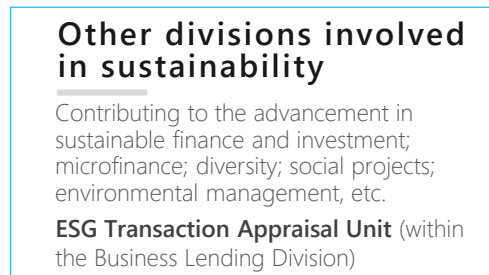 Other divisions involved
in sustainability
Contributing to the advancement in
sustainable finance and investment;
microfinance; diversity; social projects;
environmental management, etc.
ESG Transaction Appraisal Unit (within
the Business Lending Division)